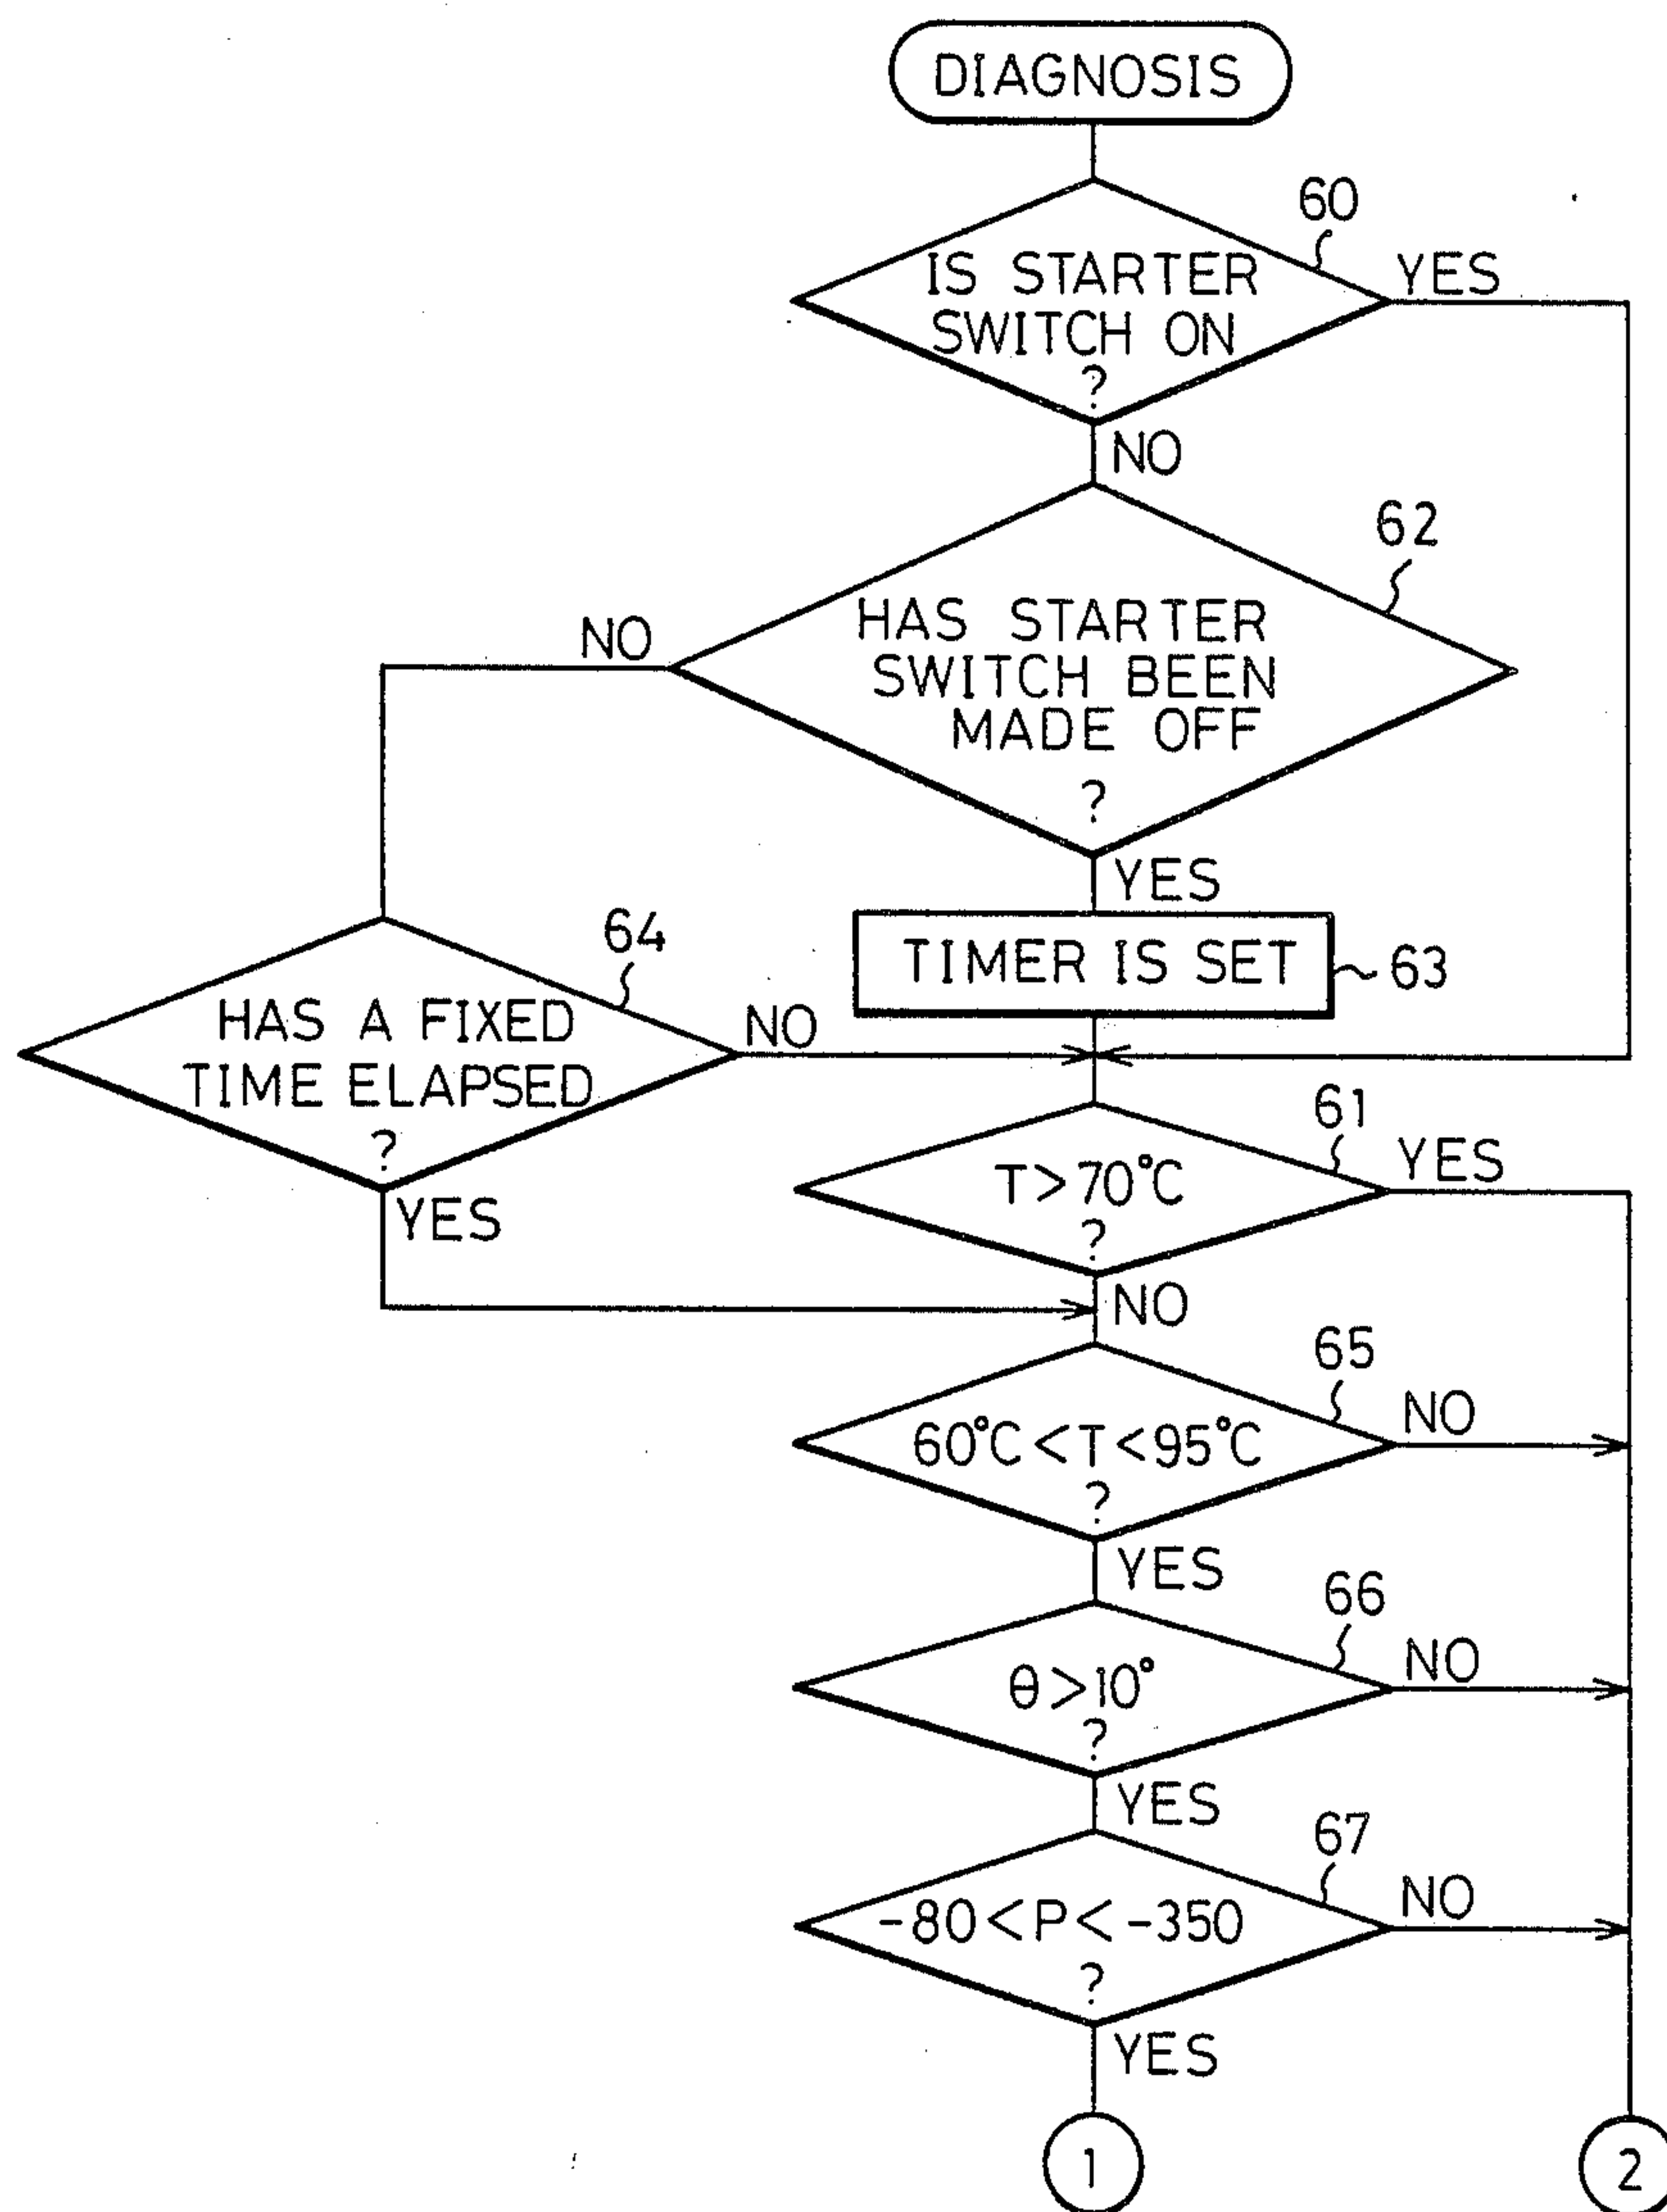 DIAGNOSIS
60
IS STARTER
YES
SWITCH ON
?
NO
62
HAS STARTER
NO
SWITCH BEEN
MADE OFF
?
YES
64
TIMER IS SET
63
HAS A FIXED
NO
TIME ELAPSED
?
61
YES
T>70°C
?
YES
NO
65
NO
60°C<T<95°C
?
YES
66
NO
θ>10°
?
YES
67
NO
-80<P<-350
?
YES
1
2